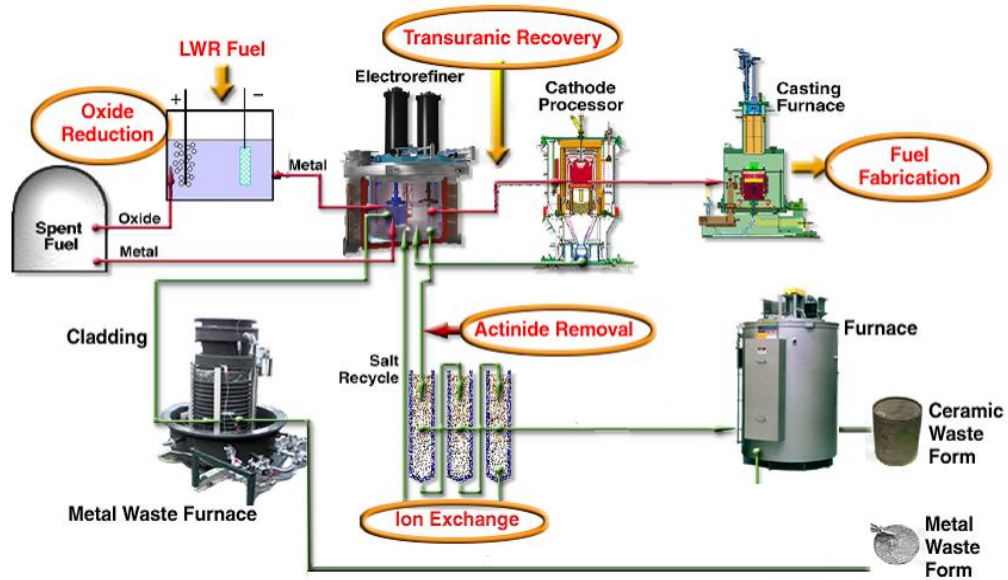 Transuranic Recovery
LWR Fuel
Electrorefiner
Cathode
Processor
Casting
Furnace
+
−
Oxide
Reduction
Metal
Fuel
Fabrication
Spent
Fuel
Oxide
Metal
Cladding
Actinide Removal
Furnace
Salt
Recycle
Ceramic
Waste
Form
Metal Waste Furnace
Ion Exchange
Metal
Waste
Form